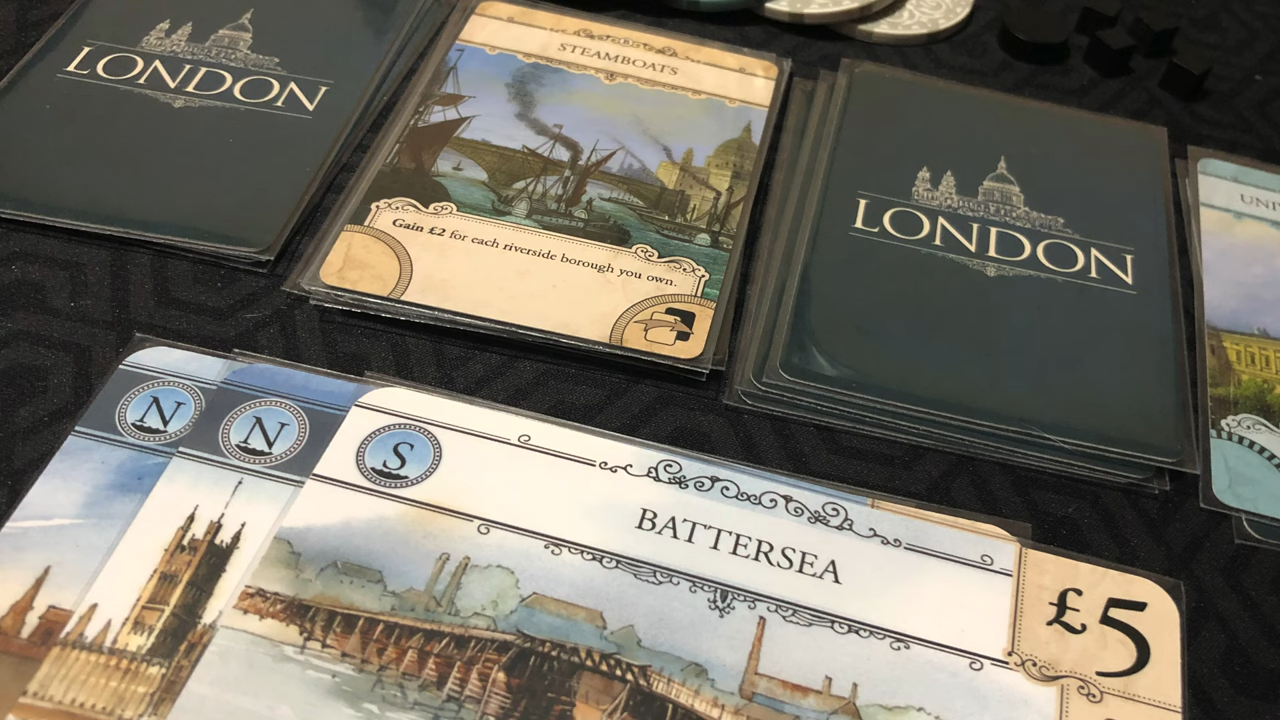 LONDON
STEAMBOATS
Gain £2 for each riverside borough you own.
LONDON
N
N
S
BATTERSEA
£5